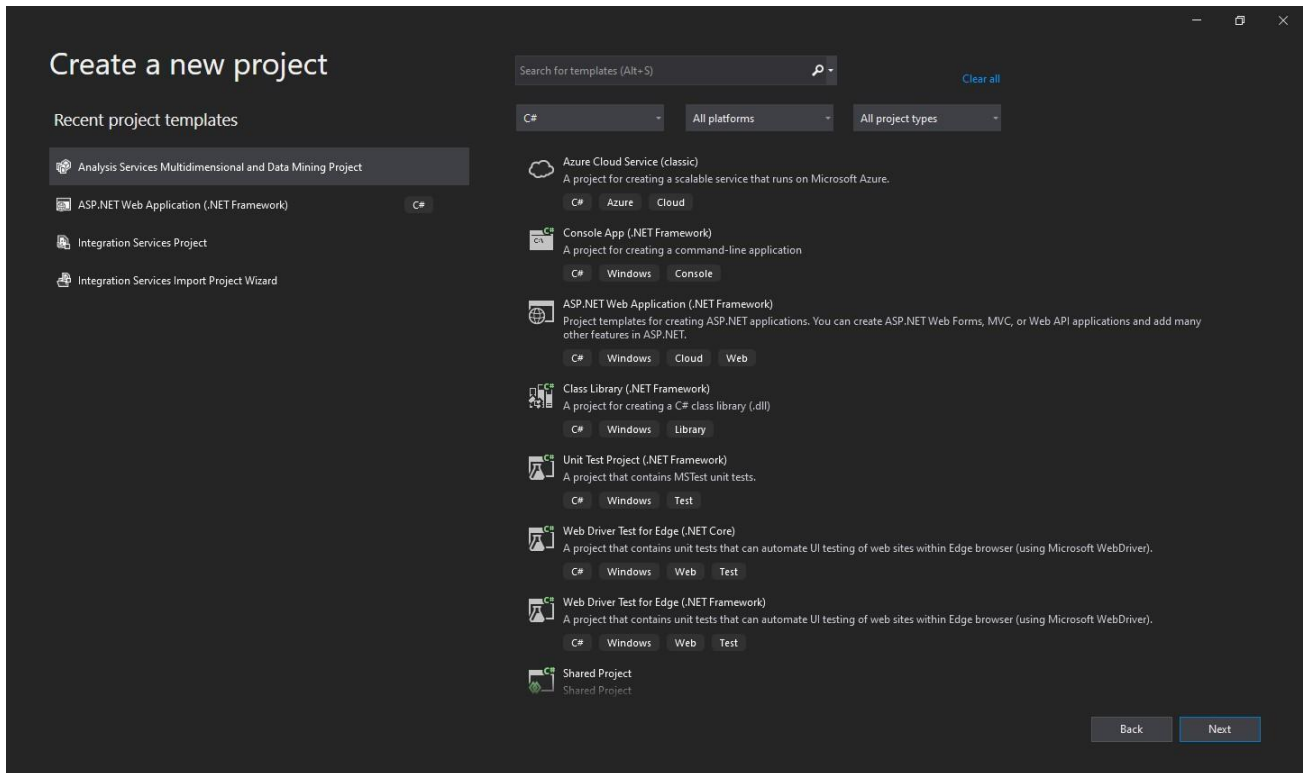 Create a new project
Recent project templates
Analysis Services Multidimensional and Data Mining Project
ASP.NET Web Application (.NET Framework) C#
Integration Services Project
Integration Services Import Project Wizard
Search for templates (Alt+S)
Clear all
C# All platforms All project types
Azure Cloud Service (classic)
A project for creating a scalable service that runs on Microsoft Azure.
C# Azure Cloud
Console App (.NET Framework)
A project for creating a command-line application
C# Windows Console
ASP.NET Web Application (.NET Framework)
Project templates for creating ASP.NET applications. You can create ASP.NET Web Forms, MVC, or Web API applications and add many
other features in ASP.NET.
C# Windows Cloud Web
Class Library (.NET Framework)
A project for creating a C# class library (.dll)
C# Windows Library
Unit Test Project (.NET Framework)
A project that contains MSTest unit tests.
C# Windows Test
Web Driver Test for Edge (.NET Core)
A project that contains unit tests that can automate UI testing of web sites within Edge browser (using Microsoft WebDriver).
C# Windows Web Test
Web Driver Test for Edge (.NET Framework)
A project that contains unit tests that can automate UI testing of web sites within Edge browser (using Microsoft WebDriver).
C# Windows Web Test
Shared Project
Shared Project
Back Next